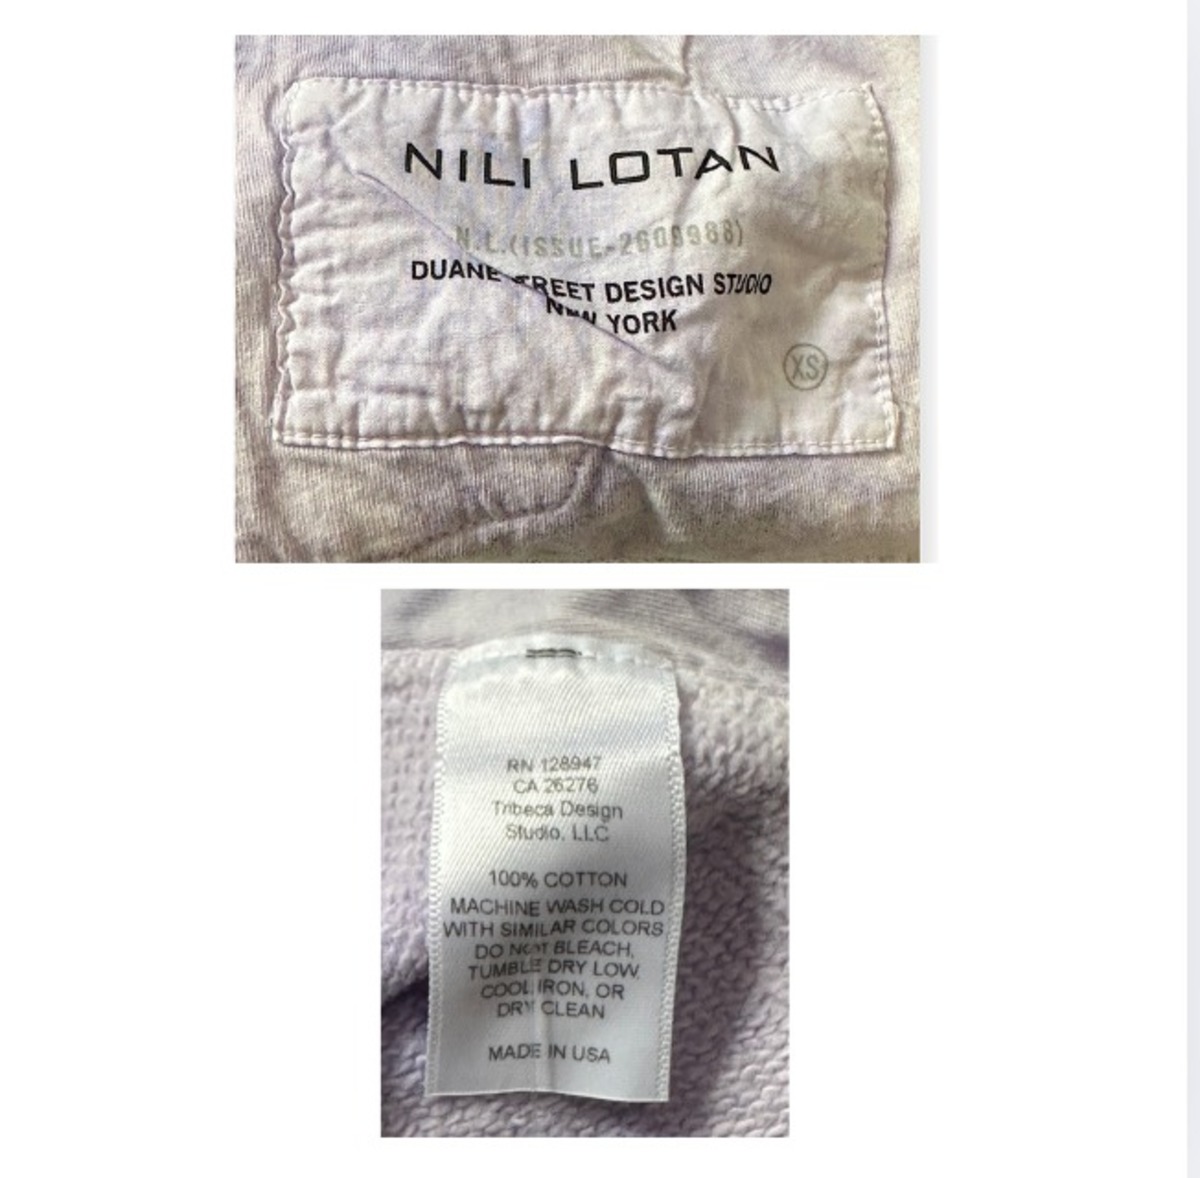 NILI LOTAN
N.L.(ISSUE-2609988)
DUANE STREET DESIGN STUDIO
NEW YORK
XS
RN 128947
CA 26276
Tribeca Design
Studio, LLC
100% COTTON
MACHINE WASH COLD
WITH SIMILAR COLORS
DO NOT BLEACH,
TUMBLE DRY LOW,
COOL IRON, OR
DRY CLEAN
MADE IN USA